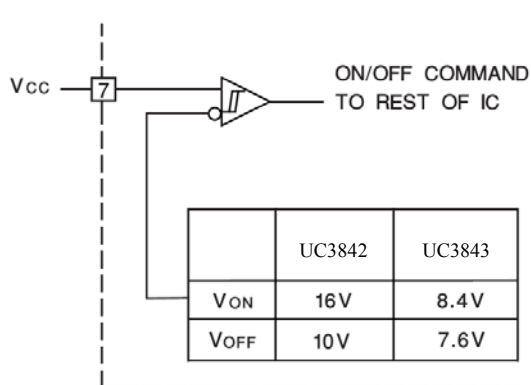 Vcc 7
ON/OFF COMMAND
TO REST OF IC
UC3842 UC3843
VON 16V 8.4V
VOFF 10V 7.6V